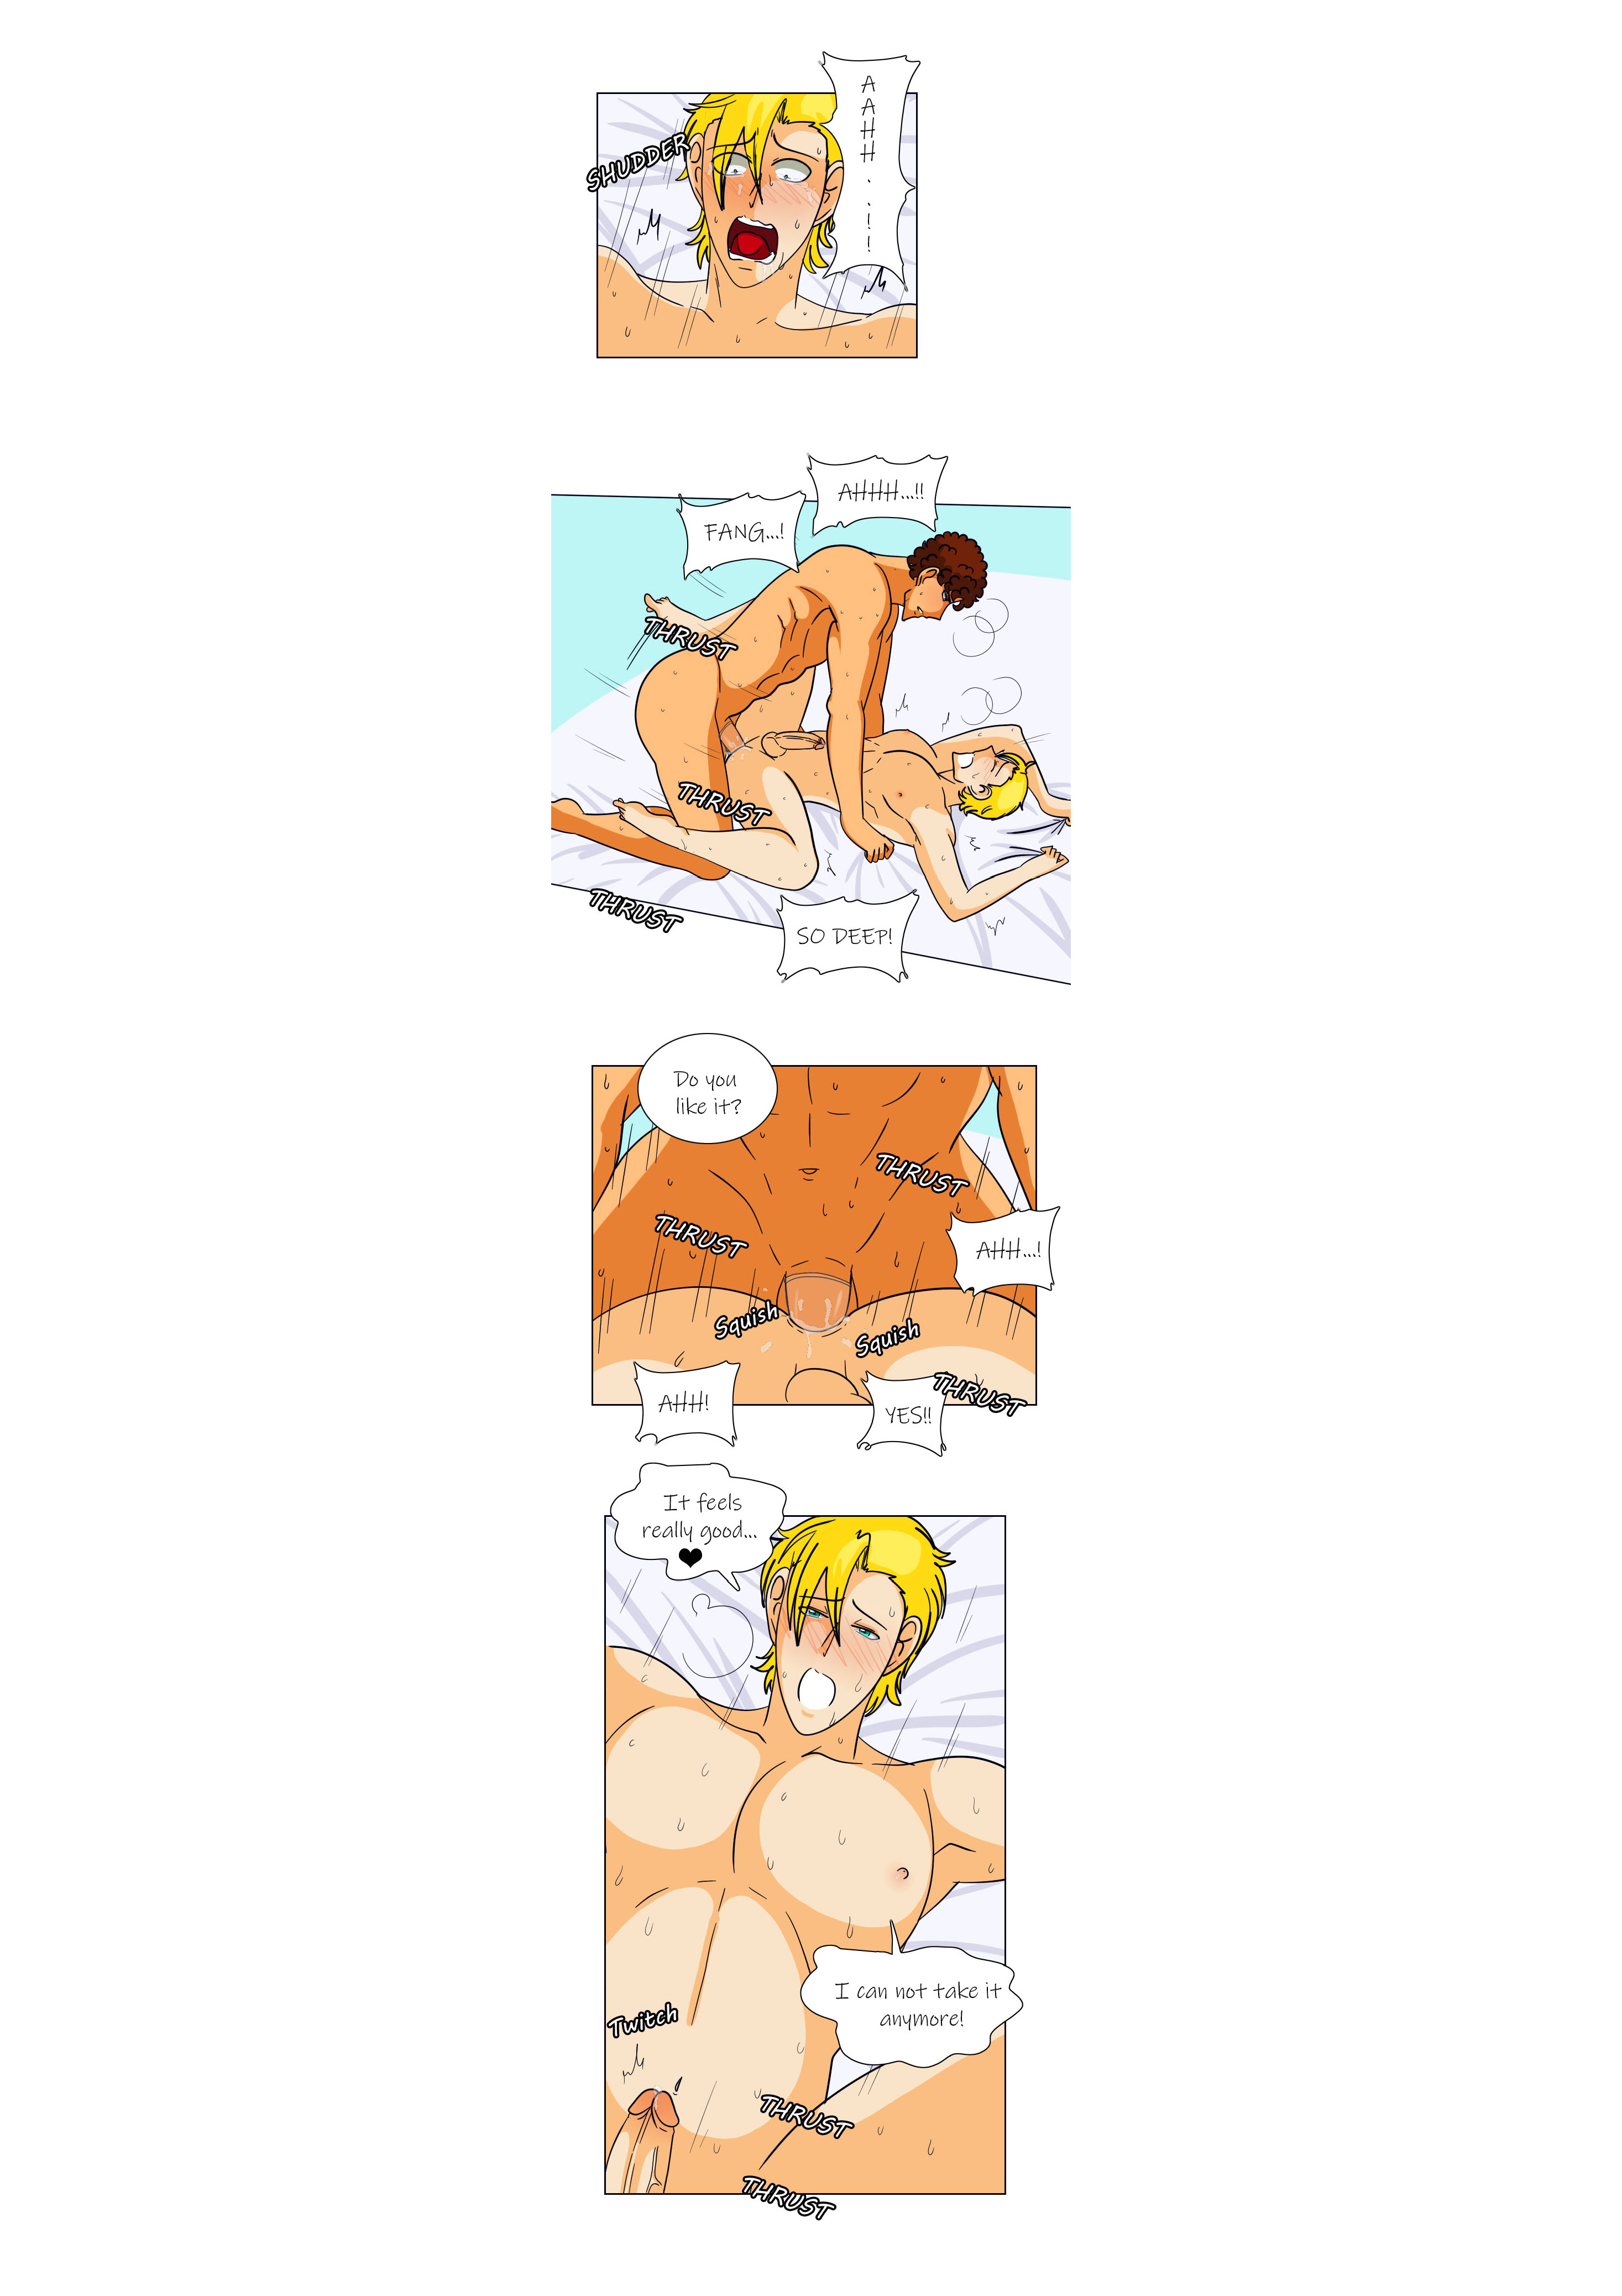 A
A
H
H
.
.
!
!
SHUDDER
AHHH...!!
FANG...!
THRUST
THRUST
THRUST
SO DEEP!
Do you
like it?
THRUST
THRUST
AHH...!
Squish
Squish
THRUST
AHH!
YES!!
It feels
really good...
♥
I can not take it
anymore!
Twitch
THRUST
THRUST